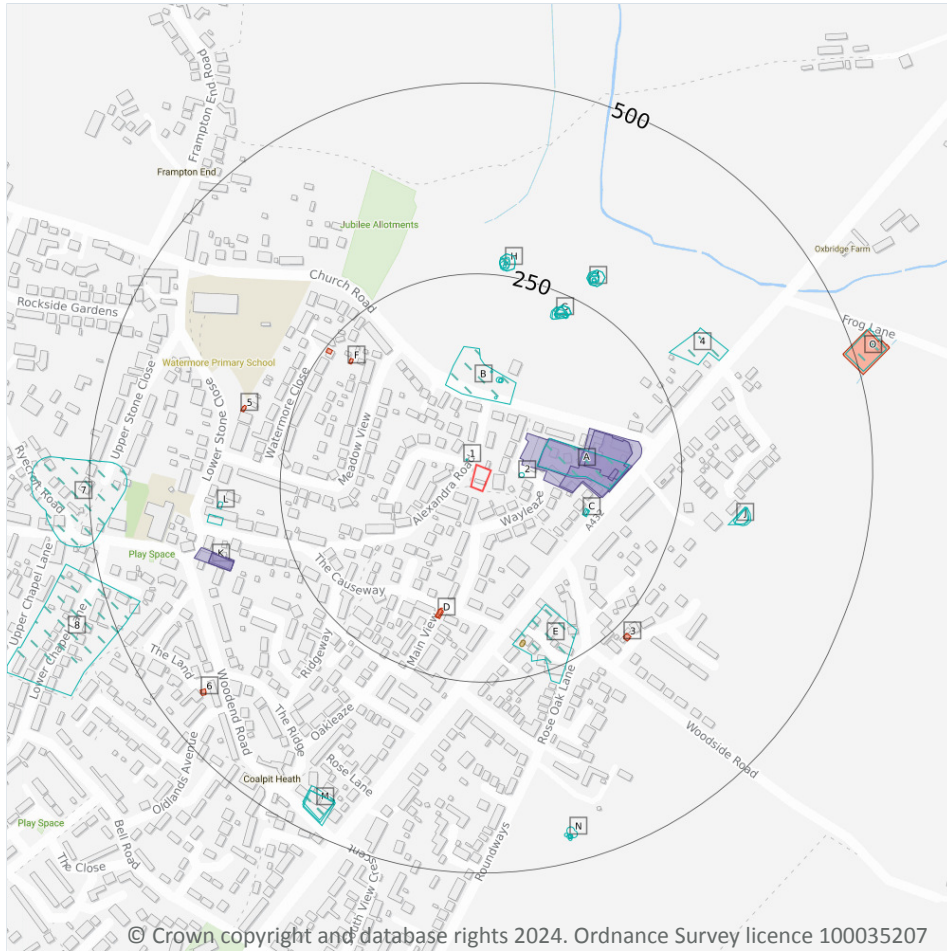 500
Frampton End Road
Frampton End
Jubilee Allotments
Oxbridge Farm
H
250
Church Road
Rockside Gardens
G
Frog Lane
O
4
Watermore Primary School
F
B
Upper Stone Close
Watermore Close
5
Lower Stone Close
Meadow View
1
A
2
Ryecroft Road
7
Alexandra Road
L
Wayleaze
C
A432
J
K
Play Space
The Causeway
Upper Chapel Lane
D
8
E
3
Main View
Lower Chapel Lane
The Land
Ridgeway
6
Woodend Road
Rose Oak Lane
The Ridge
Oakleaze
Woodside Road
Rose Lane
Oldlands Avenue
Coalpit Heath
M
Play Space
Bell Road
N
Roundways
The Close
South View Crescent
© Crown copyright and database rights 2024. Ordnance Survey licence 100035207